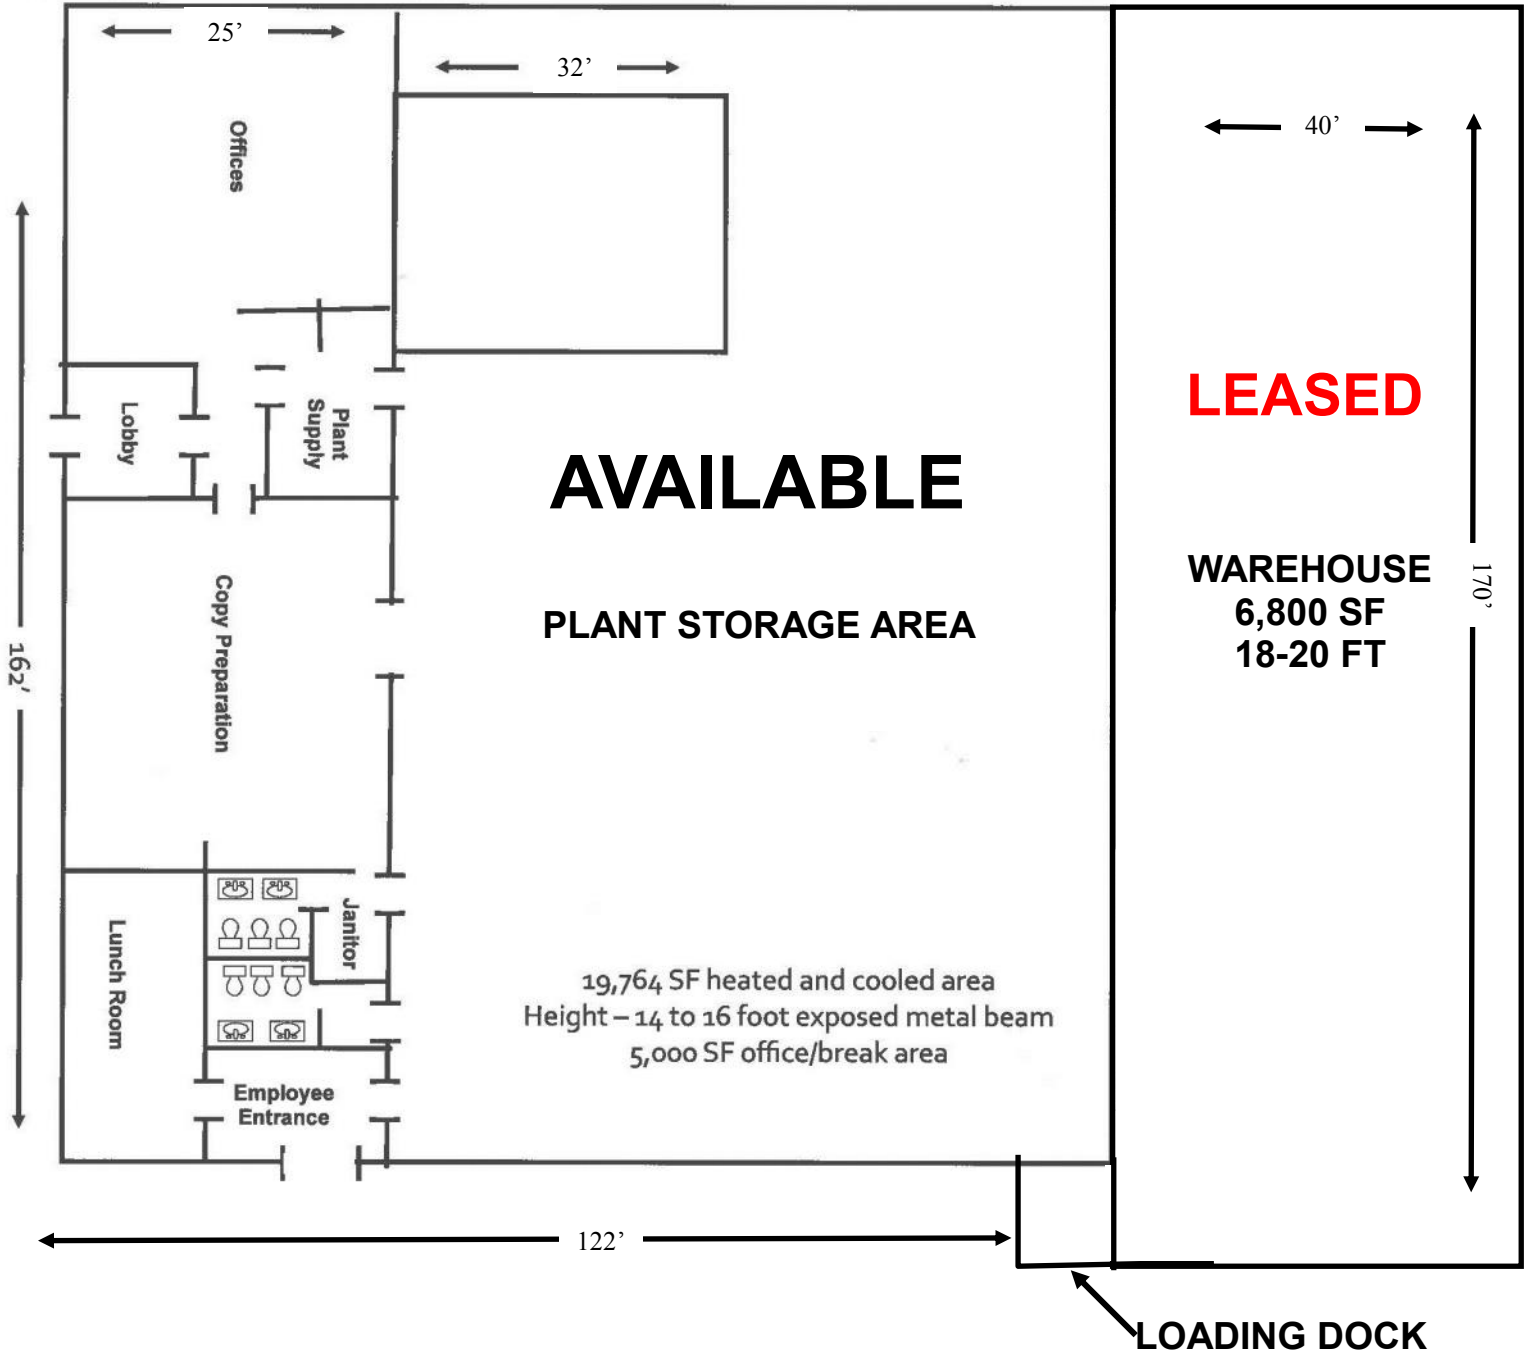 25’
32’
40’
Offices
162’
170’
LEASED
Lobby
Plant
Supply
AVAILABLE
WAREHOUSE
6,800 SF
18-20 FT
PLANT STORAGE AREA
Copy Preparation
Lunch Room
Janitor
19,764 SF heated and cooled area
Height – 14 to 16 foot exposed metal beam
5,000 SF office/break area
Employee
Entrance
122’
LOADING DOCK